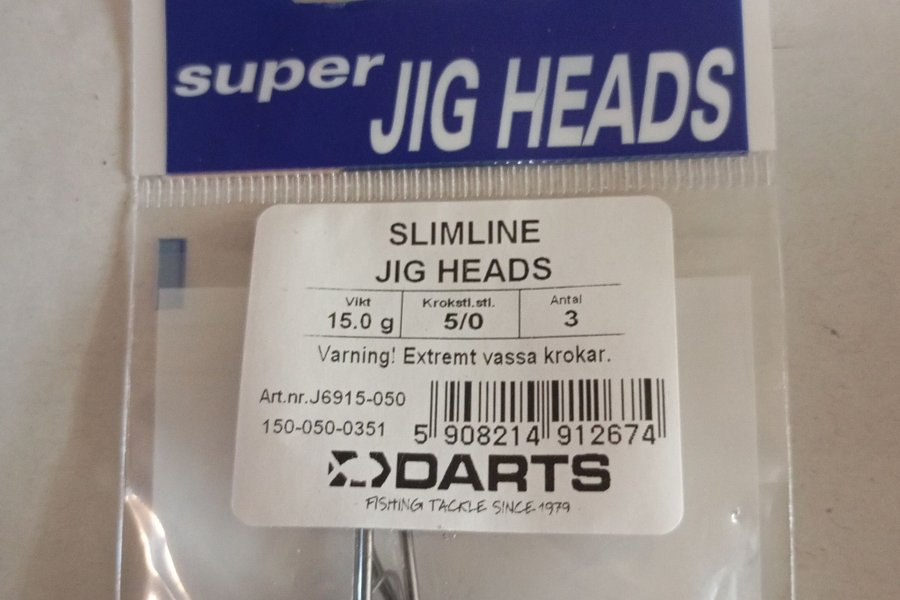 super JIG HEADS
SLIMLINE
JIG HEADS
Vikt Krokstl.stl. Antal
15.0 g 5/0 3
Varning! Extremt vassa krokar.
Art.nr.J6915-050
150-050-0351
5 908214 912674
DARTS
FISHING TACKLE SINCE 1979